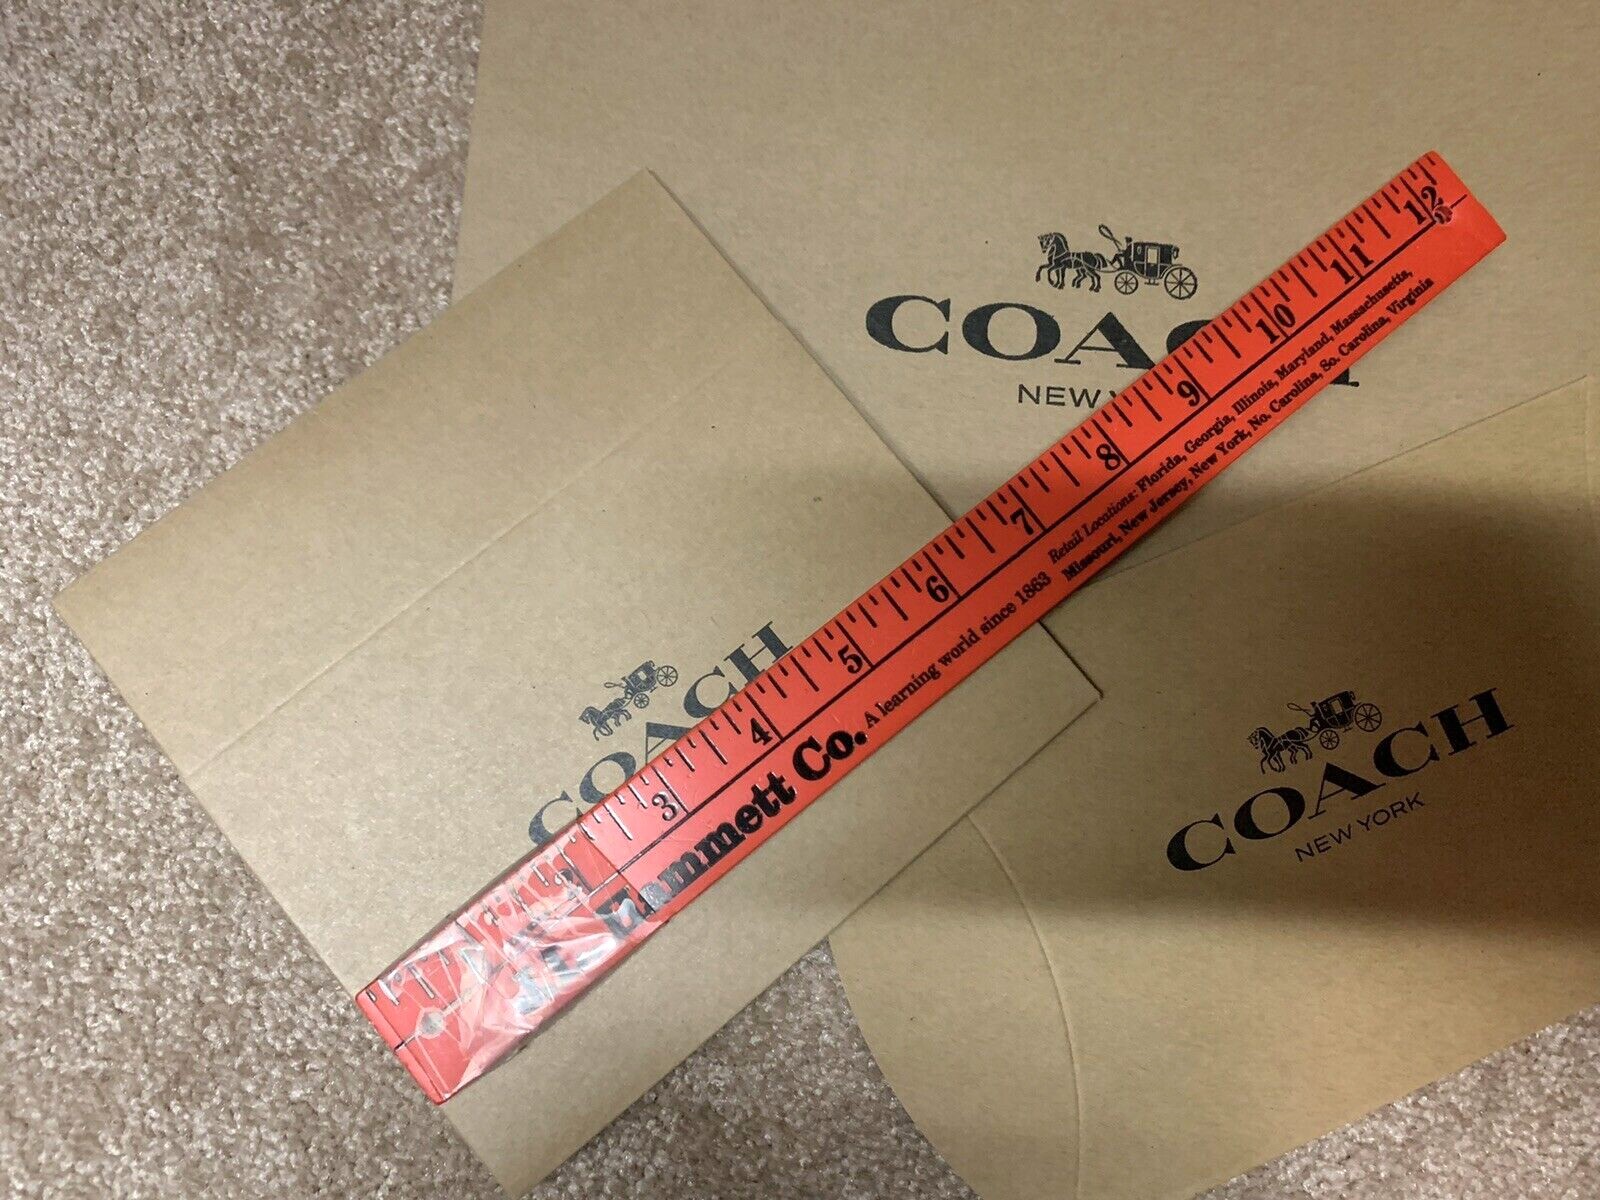 COACH
NEW
COACH
COACH
NEW YORK
3 4 5 6 7 8 9 10 11 12
Hammett Co. A learning world since 1863
Retail Locations: Florida, Georgia, Illinois, Maryland, Massachusetts,
Missouri, New Jersey, New York, No. Carolina, So. Carolina, Virginia